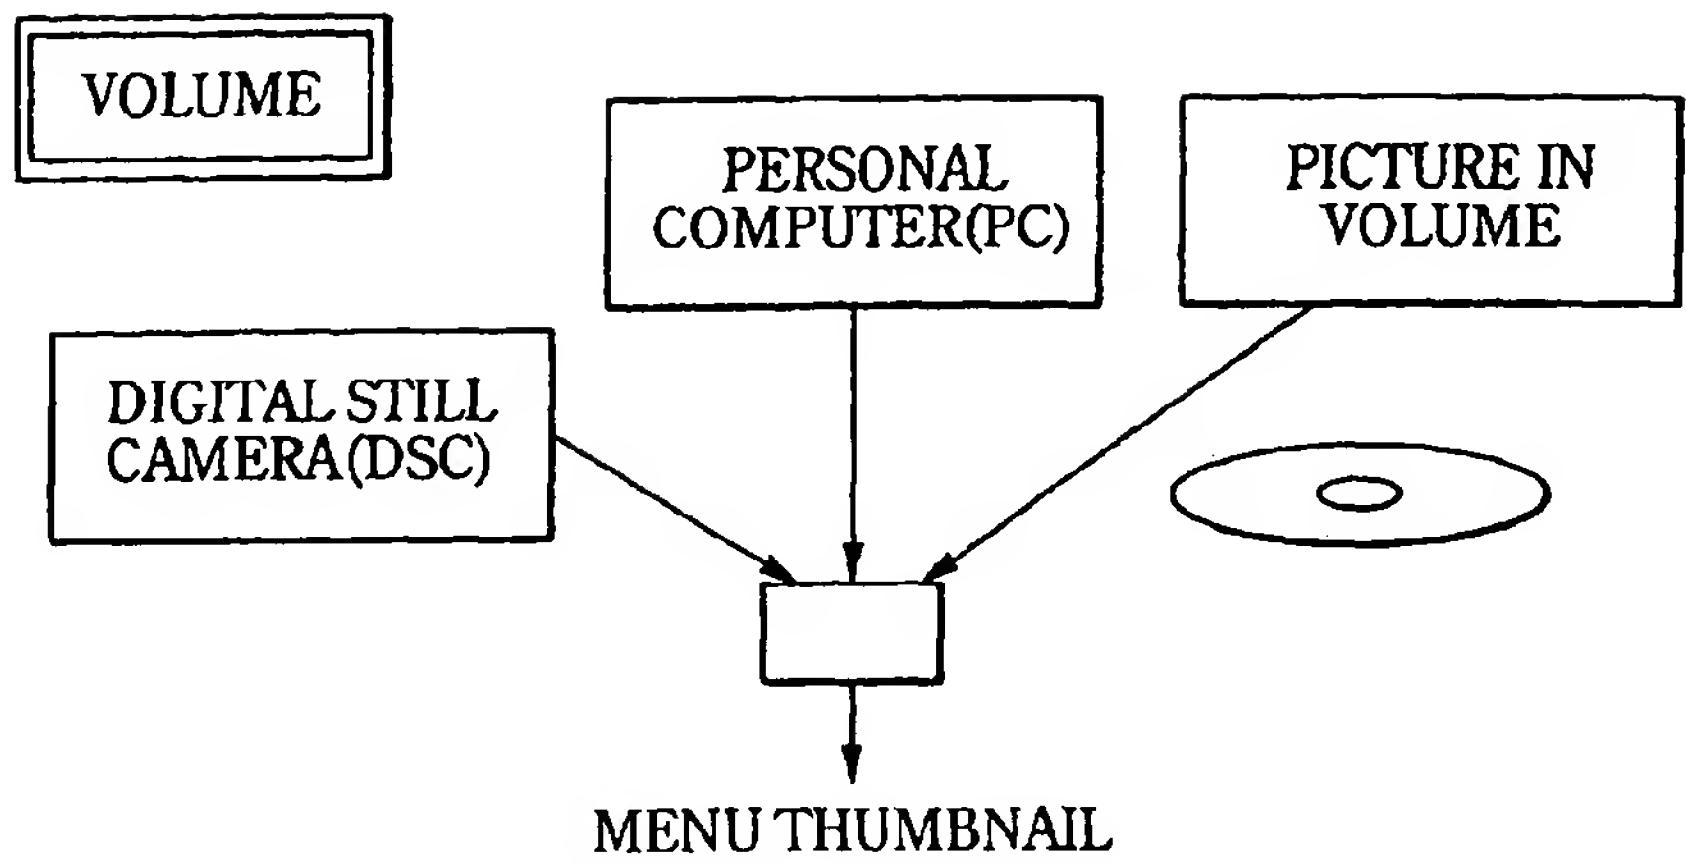 VOLUME
PERSONAL
COMPUTER(PC)
PICTURE IN
VOLUME
DIGITAL STILL
CAMERA(DSC)
MENU THUMBNAIL